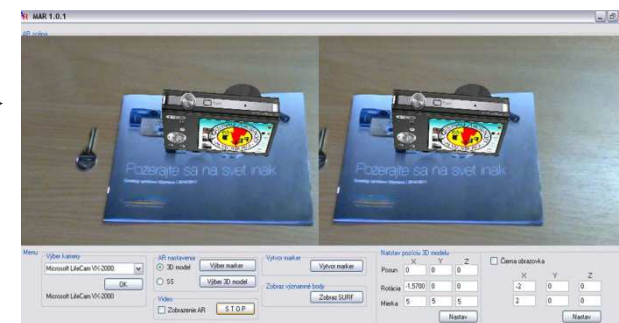 MAR 1.0.1
AR scéna
Pozerajte sa na svet inak
Pozerajte sa na svet inak
Menu
Výber kamery
Microsoft LifeCam VX-2000
OK
Microsoft LifeCam VX-2000
AR nastavenia
3D model
Výber marker
SS
Výber 3D model
Video
Zobrazenie AR
STOP
Vytvor marker
Vytvor marker
Zobraz významné body
Zobraz SURF
Nastav pozíciu 3D modelu
X Y Z
Posun 0 0 0
Rotácia -1.5700 0 0
Mierka 5 5 5
Nastav
Čierna obrazovka
X Y Z
-2 0 0
2 0 0
Nastav